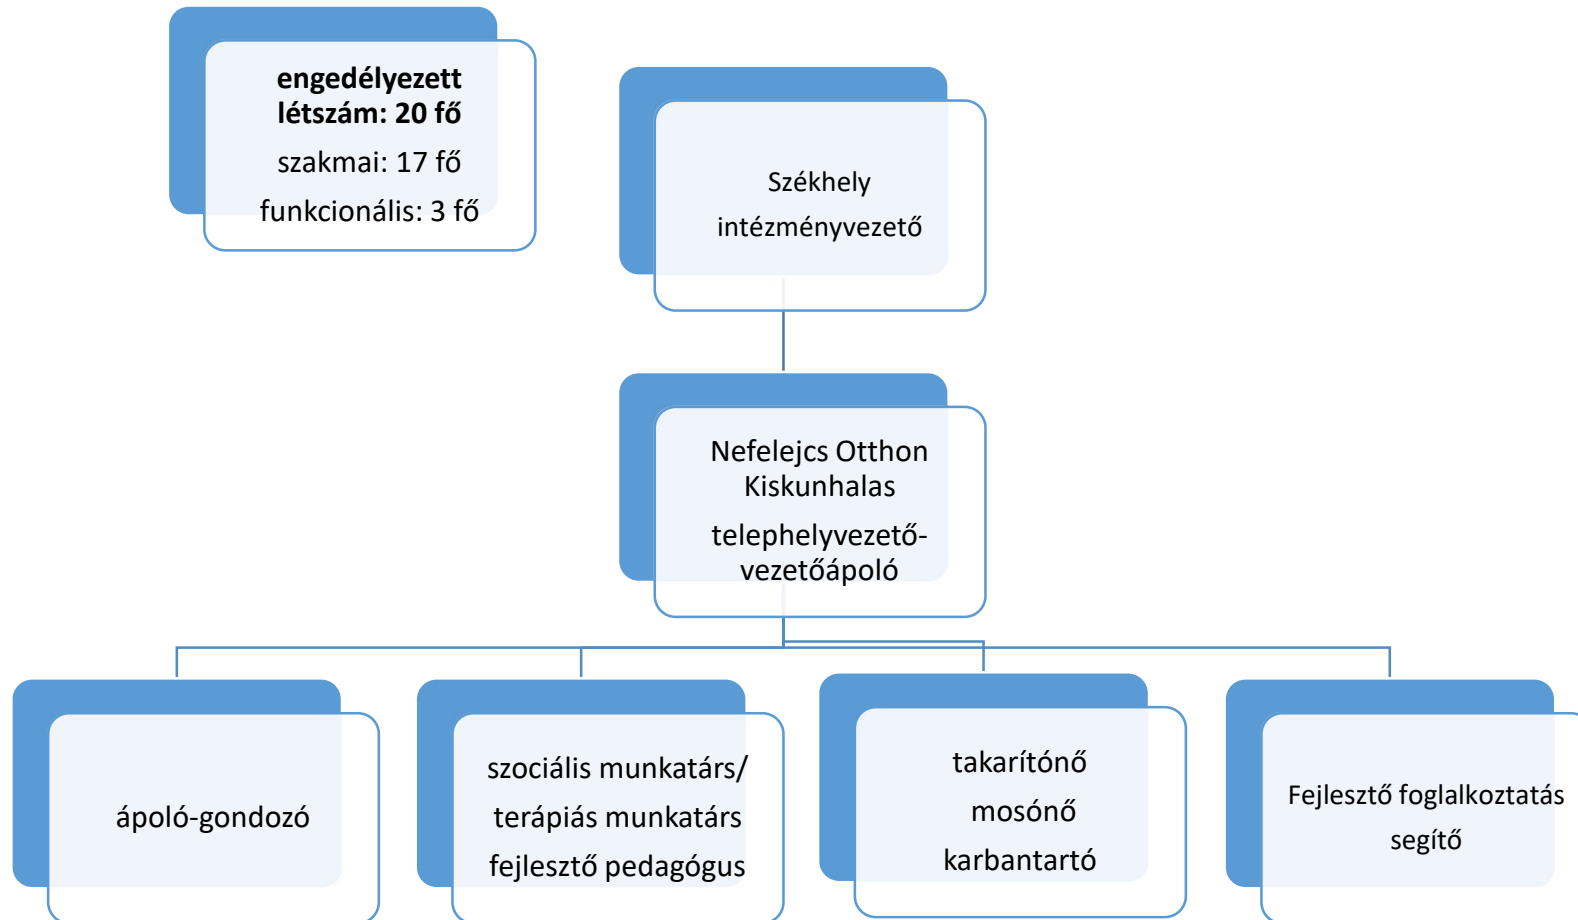 engedélyezett
létszám: 20 fő
szakmai: 17 fő
funkcionális: 3 fő
Székhely
intézményvezető
Nefelejcs Otthon
Kiskunhalas
telephelyvezető-
vezetőápoló
ápoló-gondozó
szociális munkatárs/
terápiás munkatárs
fejlesztő pedagógus
takarítónő
mosónő
karbantartó
Fejlesztő foglalkoztatás
segítő